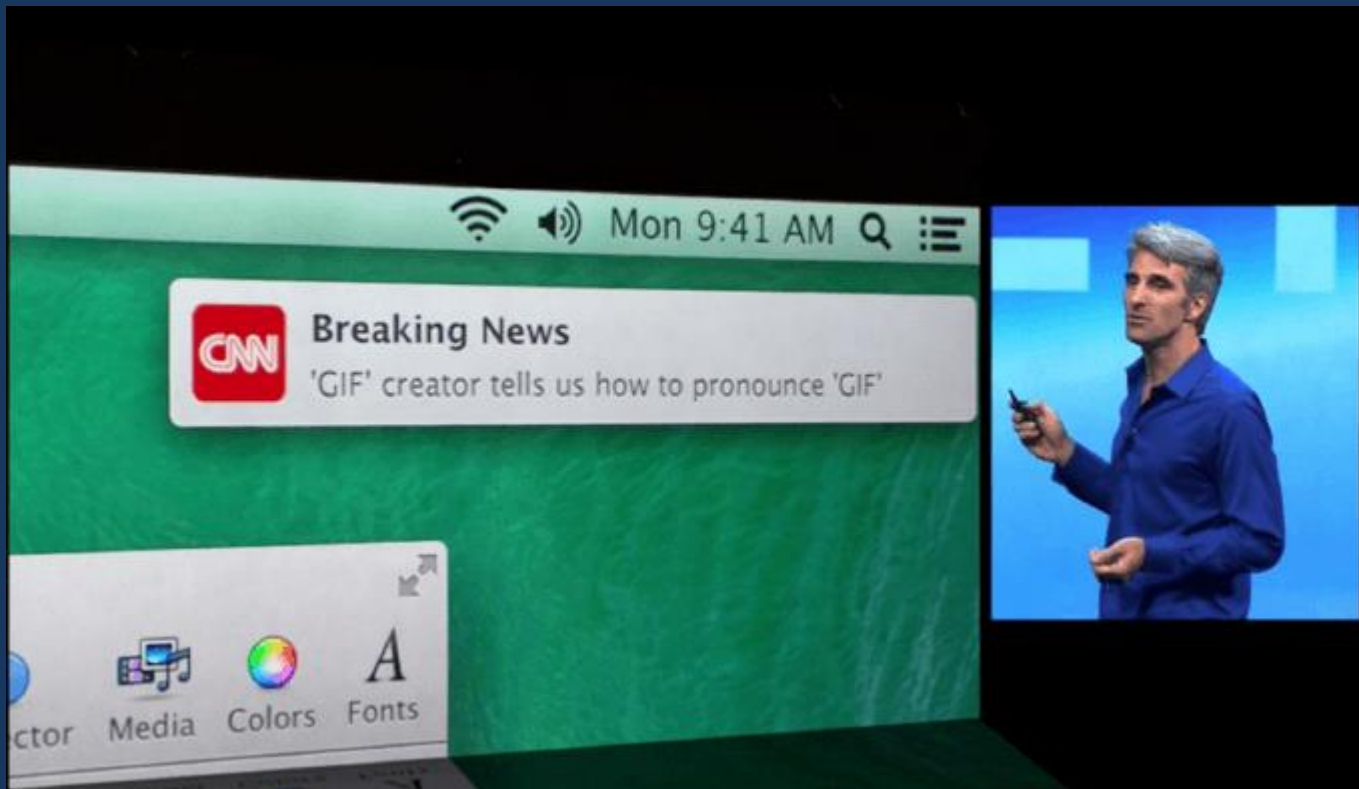 Mon 9:41 AM
CNN
Breaking News
'GIF' creator tells us how to pronounce 'GIF'
ctor Media Colors Fonts